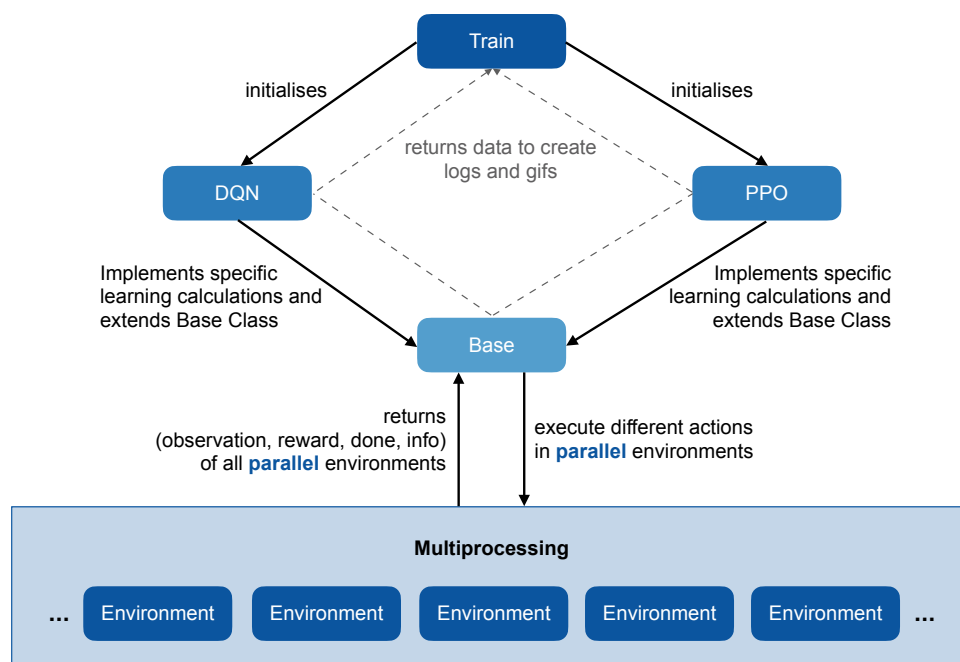 Train
initialises
initialises
returns data to create
logs and gifs
DQN
PPO
Implements specific
learning calculations and
extends Base Class
Implements specific
learning calculations and
extends Base Class
Base
returns
(observation, reward, done, info)
of all parallel environments
execute different actions
in parallel environments
Multiprocessing
... Environment Environment Environment Environment Environment ...